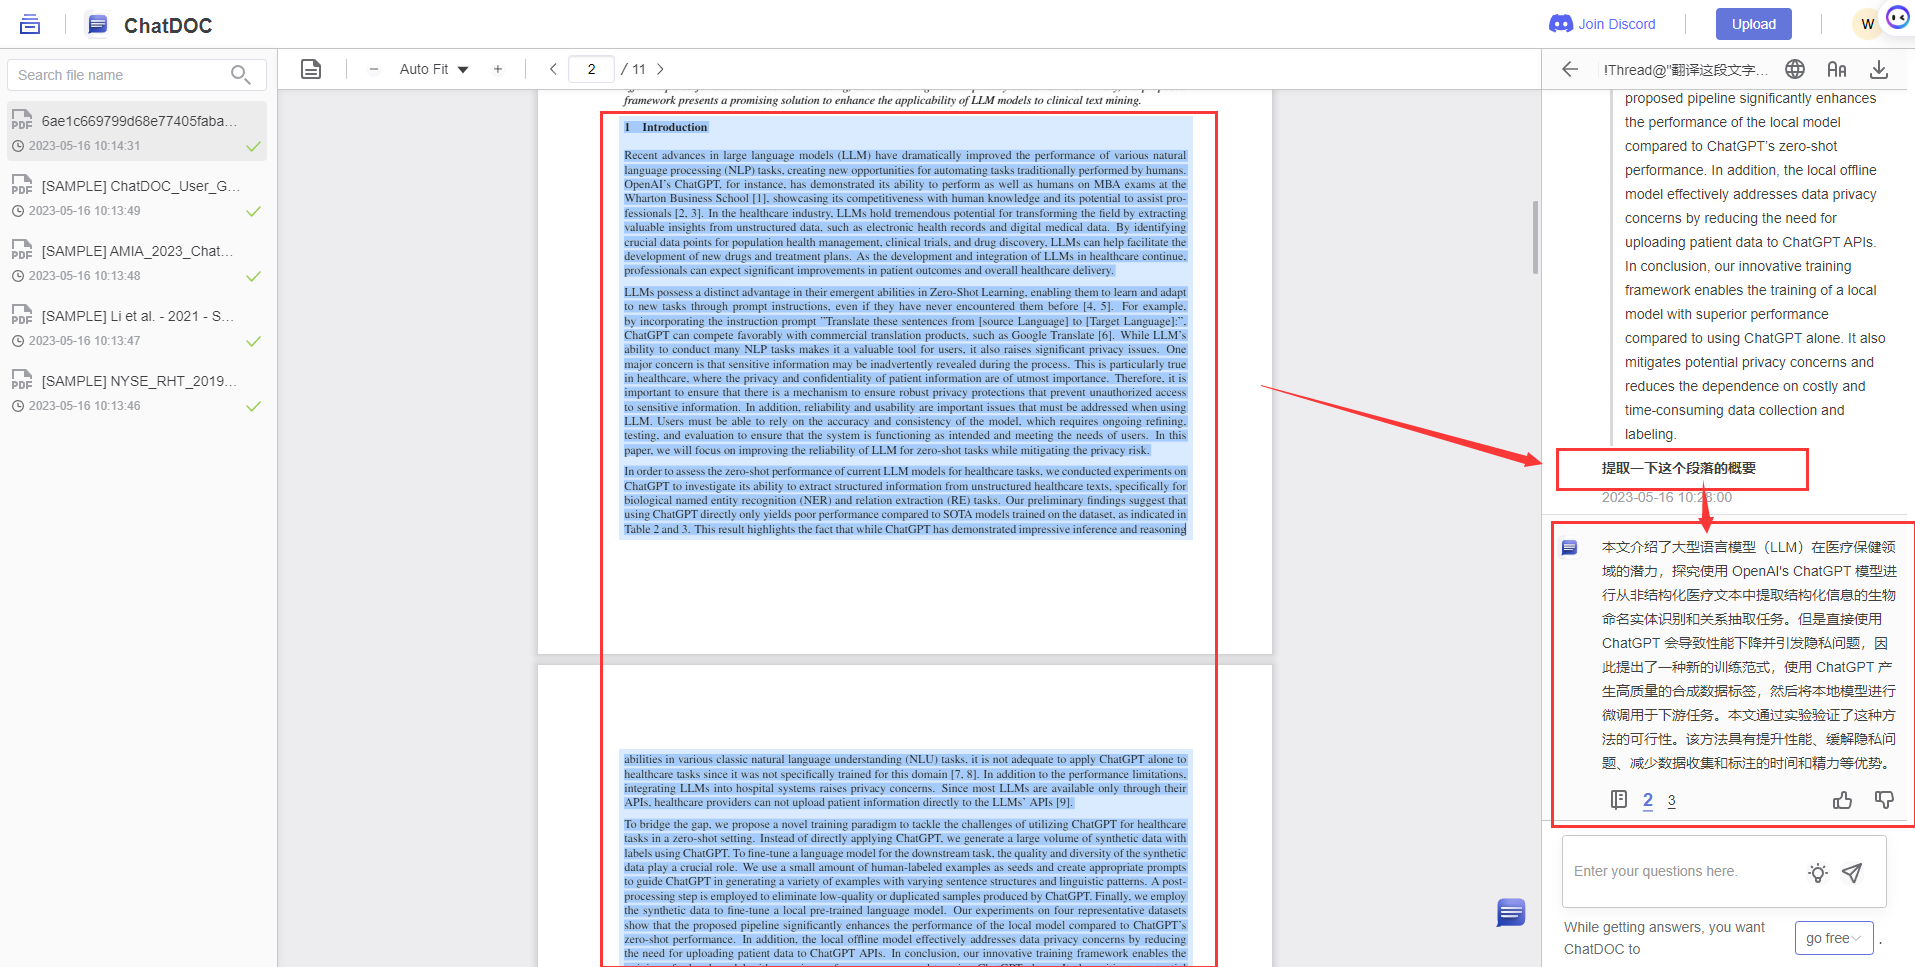 ChatDOC
Join Discord
Upload
W
Search file name
6ae1c669799d68e77405faba...
2023-05-16 10:14:31
[SAMPLE] ChatDOC_User_G...
2023-05-16 10:13:49
[SAMPLE] AMIA_2023_Chat...
2023-05-16 10:13:48
[SAMPLE] Li et al. - 2021 - S...
2023-05-16 10:13:47
[SAMPLE] NYSE_RHT_2019...
2023-05-16 10:13:46
PDF
PDF
PDF
PDF
PDF
− Auto Fit +
2 / 11
framework presents a promising solution to enhance the applicability of LLM models to clinical text mining.
1 Introduction
Recent advances in large language models (LLM) have dramatically improved the performance of various natural
language processing (NLP) tasks, creating new opportunities for automating tasks traditionally performed by humans.
OpenAI's ChatGPT, for instance, has demonstrated its ability to perform as well as humans on MBA exams at the
Wharton Business School [1], showcasing its competitiveness with human knowledge and its potential to assist pro-
fessionals [2, 3]. In the healthcare industry, LLMs hold tremendous potential for transforming the field by extracting
valuable insights from unstructured data, such as electronic health records and digital medical data. By identifying
crucial data points for population health management, clinical trials, and drug discovery, LLMs can help facilitate the
development of new drugs and treatment plans. As the development and integration of LLMs in healthcare continue,
professionals can expect significant improvements in patient outcomes and overall healthcare delivery.
LLMs possess a distinct advantage in their emergent abilities in Zero-Shot Learning, enabling them to learn and adapt
to new tasks through prompt instructions, even if they have never encountered them before [4, 5]. For example,
by incorporating the instruction prompt "Translate these sentences from [source Language] to [Target Language]:",
ChatGPT can compete favorably with commercial translation products, such as Google Translate [6]. While LLM's
ability to conduct many NLP tasks makes it a valuable tool for users, it also raises significant privacy issues. One
major concern is that sensitive information may be inadvertently revealed during the process. This is particularly true
in healthcare, where the privacy and confidentiality of patient information are of utmost importance. Therefore, it is
important to ensure that there is a mechanism to ensure robust privacy protections that prevent unauthorized access
to sensitive information. In addition, reliability and usability are important issues that must be addressed when using
LLM. Users must be able to rely on the accuracy and consistency of the model, which requires ongoing refining,
testing, and evaluation to ensure that the system is functioning as intended and meeting the needs of users. In this
paper, we will focus on improving the reliability of LLM for zero-shot tasks while mitigating the privacy risk.
In order to assess the zero-shot performance of current LLM models for healthcare tasks, we conducted experiments on
ChatGPT to investigate its ability to extract structured information from unstructured healthcare texts, specifically for
biological named entity recognition (NER) and relation extraction (RE) tasks. Our preliminary findings suggest that
using ChatGPT directly only yields poor performance compared to SOTA models trained on the dataset, as indicated in
Table 2 and 3. This result highlights the fact that while ChatGPT has demonstrated impressive inference and reasoning
abilities in various classic natural language understanding (NLU) tasks, it is not adequate to apply ChatGPT alone to
healthcare tasks since it was not specifically trained for this domain [7, 8]. In addition to the performance limitations,
integrating LLMs into hospital systems raises privacy concerns. Since most LLMs are available only through their
APIs, healthcare providers can not upload patient information directly to the LLMs' APIs [9].
To bridge the gap, we propose a novel training paradigm to tackle the challenges of utilizing ChatGPT for healthcare
tasks in a zero-shot setting. Instead of directly applying ChatGPT, we generate a large volume of synthetic data with
labels using ChatGPT. To fine-tune a language model for the downstream task, the quality and diversity of the synthetic
data play a crucial role. We use a small amount of human-labeled examples as seeds and create appropriate prompts
to guide ChatGPT in generating a variety of examples with varying sentence structures and linguistic patterns. A post-
processing step is employed to eliminate low-quality or duplicated samples produced by ChatGPT. Finally, we employ
the synthetic data to fine-tune a local pre-trained language model. Our experiments on four representative datasets
show that the proposed pipeline significantly enhances the performance of the local model compared to ChatGPT's
zero-shot performance. In addition, the local offline model effectively addresses data privacy concerns by reducing
the need for uploading patient data to ChatGPT APIs. In conclusion, our innovative training framework enables the
!Thread@"翻译这段文字...
proposed pipeline significantly enhances
the performance of the local model
compared to ChatGPT's zero-shot
performance. In addition, the local offline
model effectively addresses data privacy
concerns by reducing the need for
uploading patient data to ChatGPT APIs.
In conclusion, our innovative training
framework enables the training of a local
model with superior performance
compared to using ChatGPT alone. It also
mitigates potential privacy concerns and
reduces the dependence on costly and
time-consuming data collection and
labeling.
提取一下这个段落的概要
2023-05-16 10:28:00
本文介绍了大型语言模型（LLM）在医疗保健领
域的潜力，探究使用 OpenAI's ChatGPT 模型进
行从非结构化医疗文本中提取结构化信息的生物
命名实体识别和关系抽取任务。但是直接使用
ChatGPT 会导致性能下降并引发隐私问题，因
此提出了一种新的训练范式，使用 ChatGPT 产
生高质量的合成数据标签，然后将本地模型进行
微调用于下游任务。本文通过实验验证了这种方
法的可行性。该方法具有提升性能、缓解隐私问
题、减少数据收集和标注的时间和精力等优势。
2 3
Enter your questions here.
While getting answers, you want
ChatDOC to
go free
.